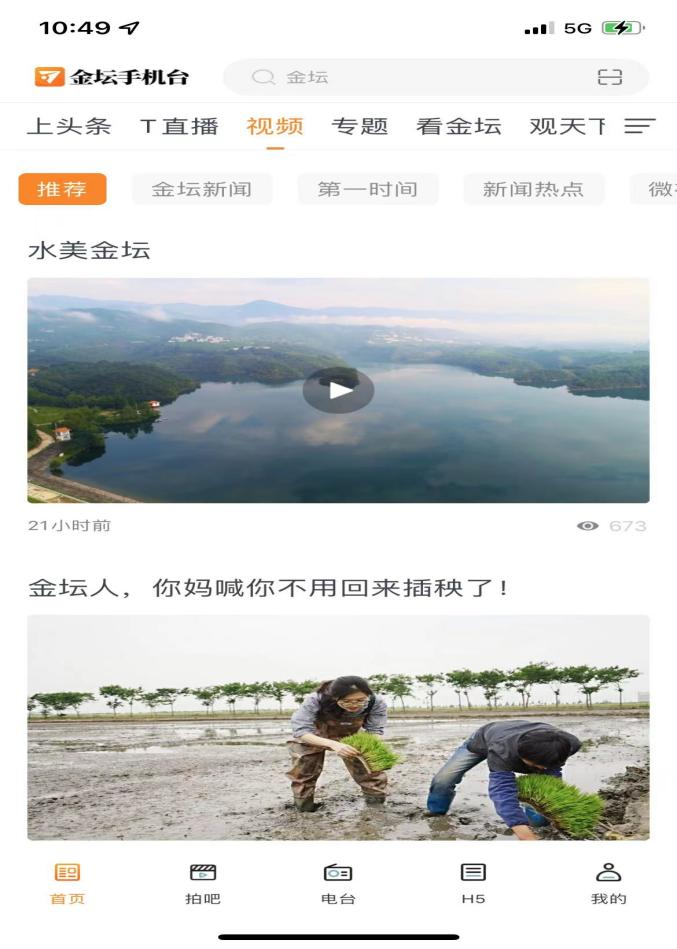 10:49 5G
金坛手机台 金坛
上头条 T直播 视频 专题 看金坛 观天下
推荐 金坛新闻 第一时间 新闻热点
水美金坛
21小时前 673
金坛人，你妈喊你不用回来插秧了！
首页 拍吧 电台 H5 我的